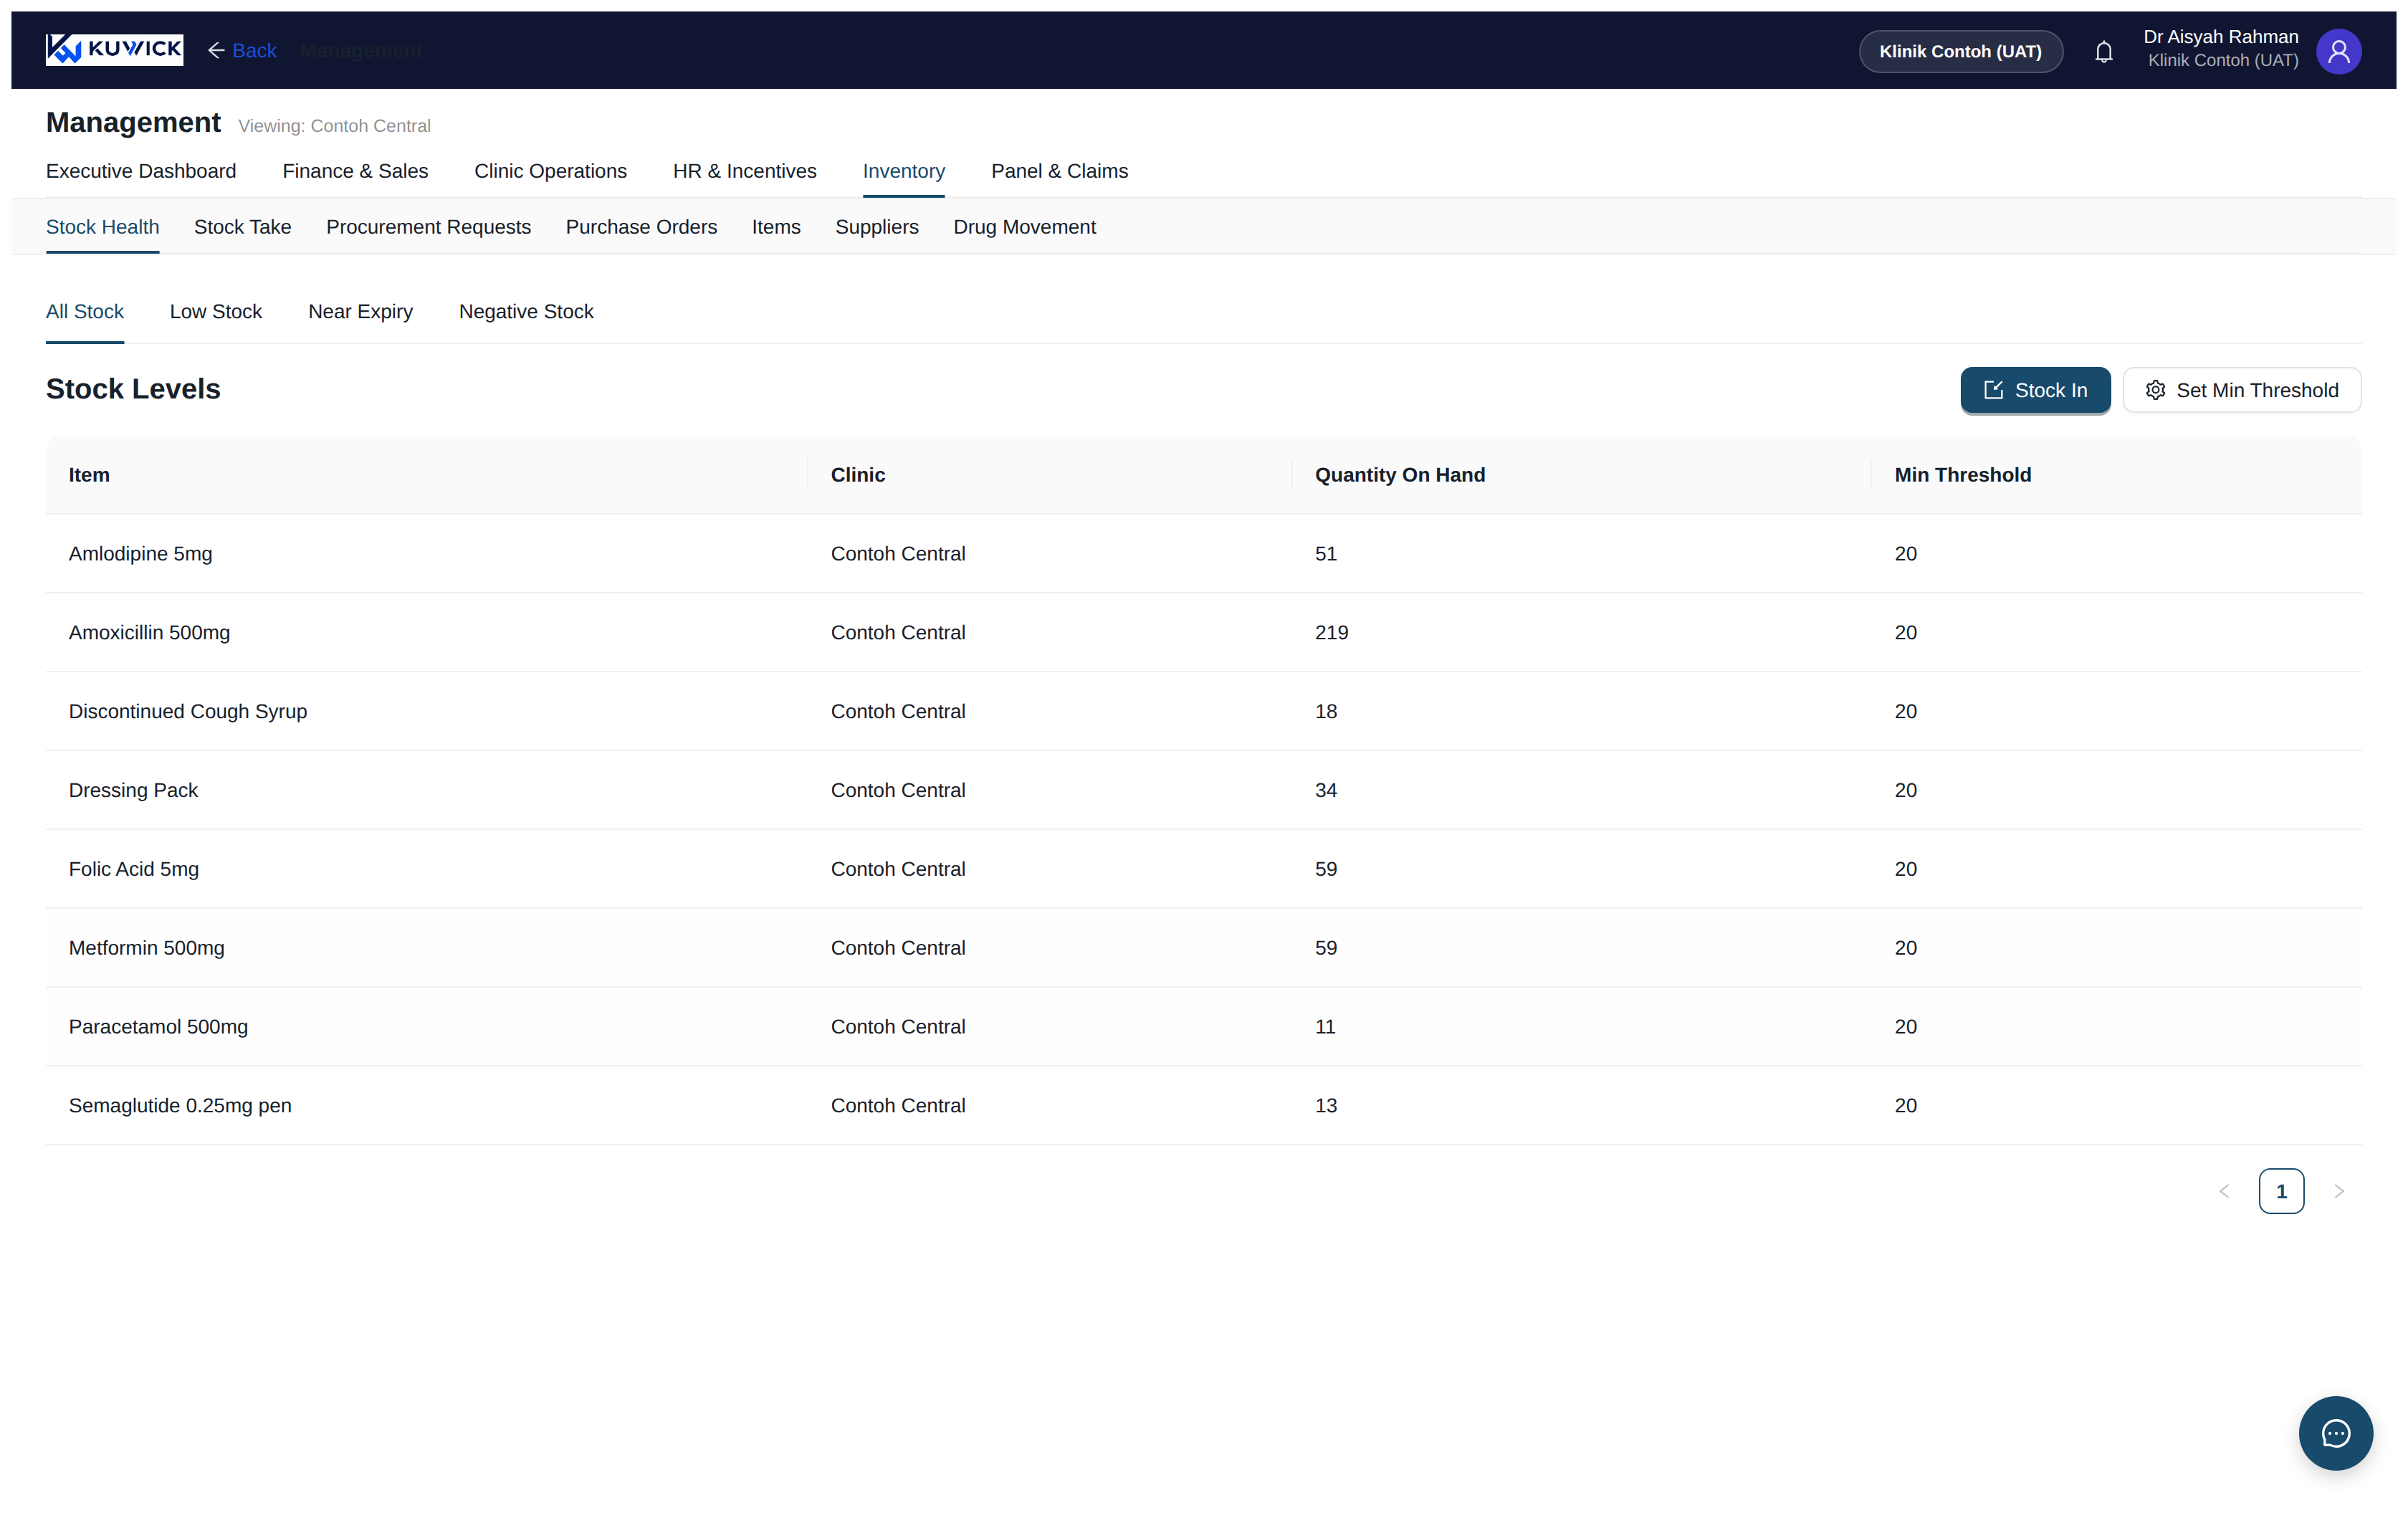 KUWICK Back Management Klinik Contoh (UAT) Dr Aisyah Rahman
Klinik Contoh (UAT)
Management Viewing: Contoh Central
Executive Dashboard Finance & Sales Clinic Operations HR & Incentives Inventory Panel & Claims
Stock Health Stock Take Procurement Requests Purchase Orders Items Suppliers Drug Movement
All Stock Low Stock Near Expiry Negative Stock
Stock Levels Stock In Set Min Threshold
Item Clinic Quantity On Hand Min Threshold
Amlodipine 5mg Contoh Central 51 20
Amoxicillin 500mg Contoh Central 219 20
Discontinued Cough Syrup Contoh Central 18 20
Dressing Pack Contoh Central 34 20
Folic Acid 5mg Contoh Central 59 20
Metformin 500mg Contoh Central 59 20
Paracetamol 500mg Contoh Central 11 20
Semaglutide 0.25mg pen Contoh Central 13 20
1